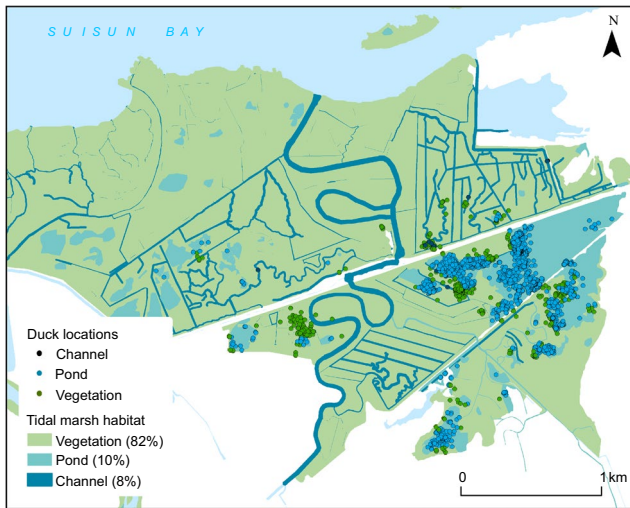 SUISUN BAY
N
Duck locations
Channel
Pond
Vegetation
Tidal marsh habitat
Vegetation (82%)
Pond (10%)
Channel (8%)
0 1 km